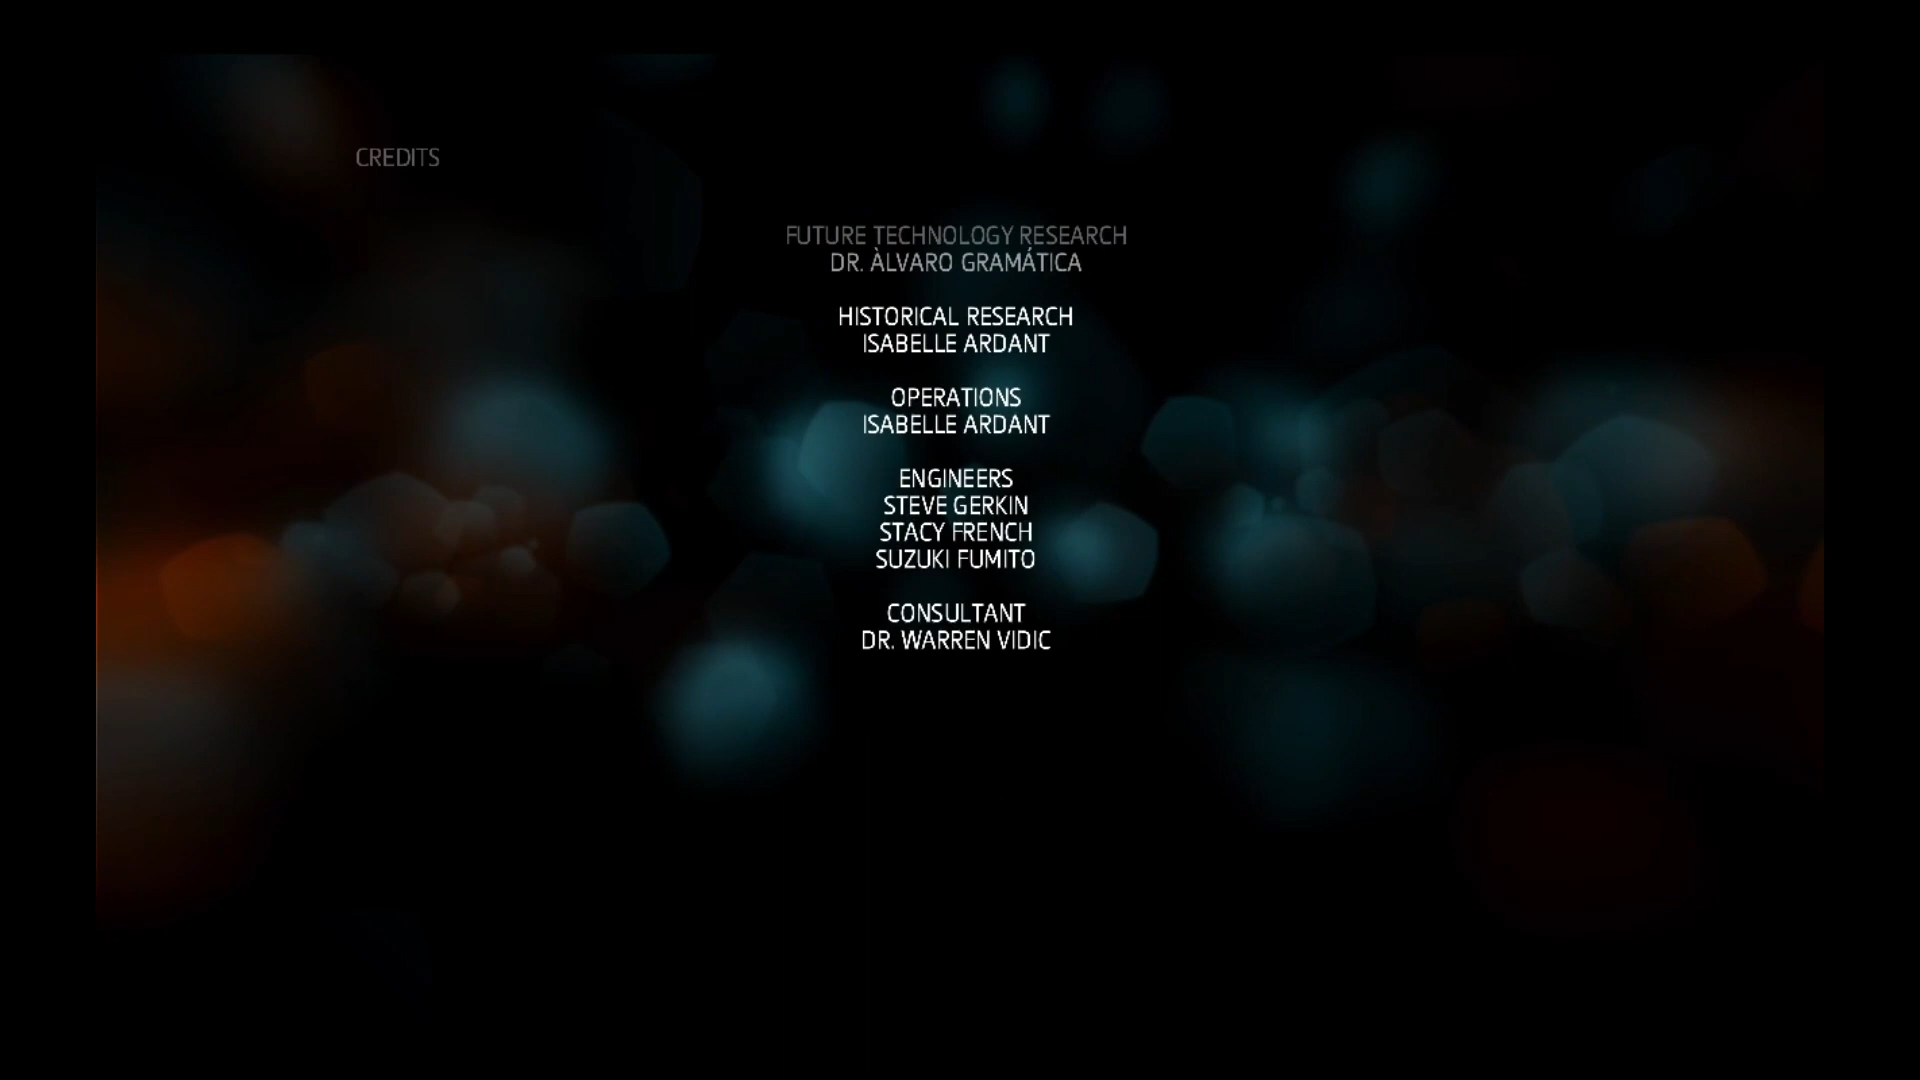 CREDITS
FUTURE TECHNOLOGY RESEARCH
DR. ÀLVARO GRAMÁTICA
HISTORICAL RESEARCH
ISABELLE ARDANT
OPERATIONS
ISABELLE ARDANT
ENGINEERS
STEVE GERKIN
STACY FRENCH
SUZUKI FUMITO
CONSULTANT
DR. WARREN VIDIC